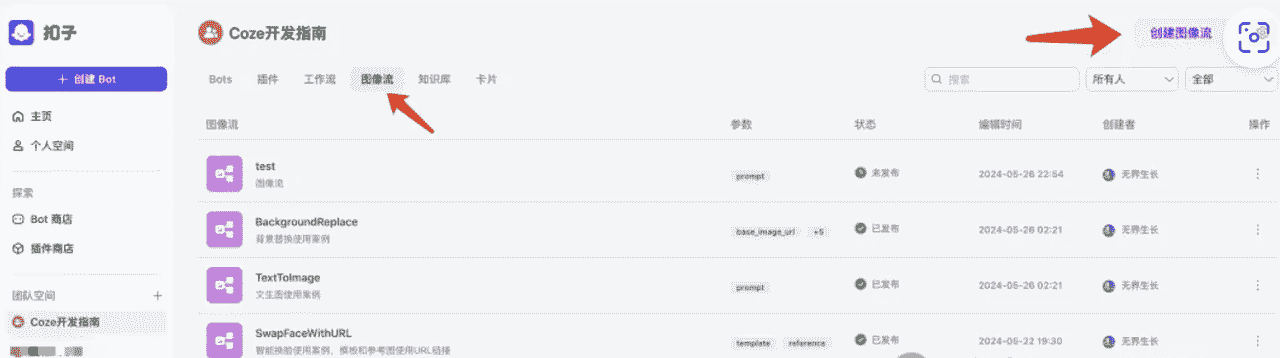 扣子
+ 创建 Bot
主页
个人空间
探索
Bot 商店
插件商店
团队空间 +
Coze开发指南
Coze开发指南
创建图像流
Bots 插件 工作流 图像流 知识库 卡片
搜索 所有人 全部
图像流 参数 状态 编辑时间 创建者 操作
test
图像流
prompt 未发布 2024-05-26 22:54 无界生长
BackgroundReplace
背景替换使用案例
base_image_url +5 已发布 2024-05-26 02:21 无界生长
TextToImage
文生图使用案例
prompt 已发布 2024-05-26 02:21 无界生长
SwapFaceWithURL
智能换脸使用案例，模板和参考图使用URL链接
template reference 已发布 2024-05-22 19:30 无界生长